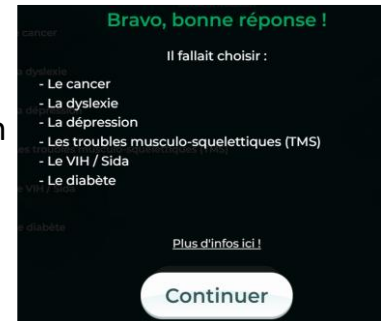 Bravo, bonne réponse !
Il fallait choisir :
- Le cancer
- La dyslexie
- La dépression
- Les troubles musculo-squelettiques (TMS)
- Le VIH / Sida
- Le diabète
Plus d'infos ici !
Continuer